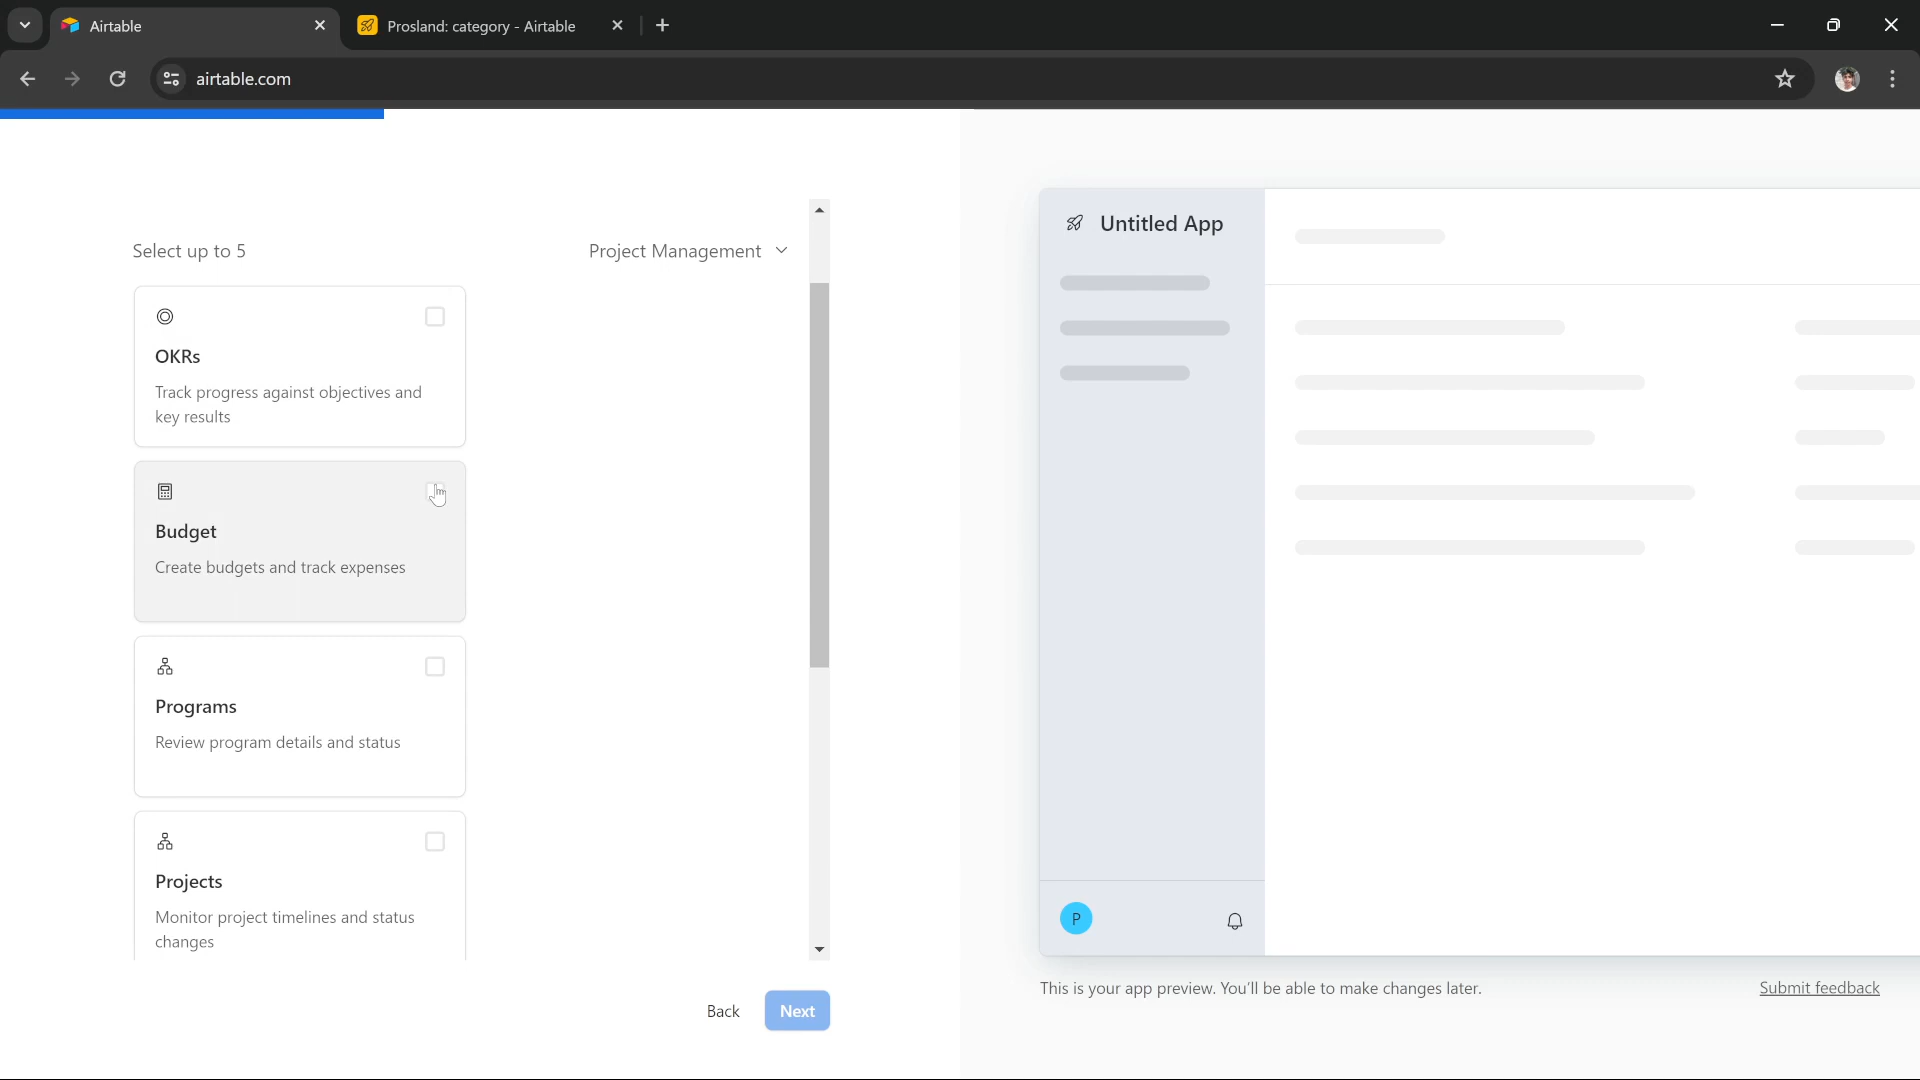 Airtable
Prosland: category - Airtable
airtable.com
Select up to 5
Project Management
OKRs
Track progress against objectives and
key results
Budget
Create budgets and track expenses
Programs
Review program details and status
Projects
Monitor project timelines and status
changes
Back
Next
Untitled App
P
This is your app preview. You'll be able to make changes later.
Submit feedback